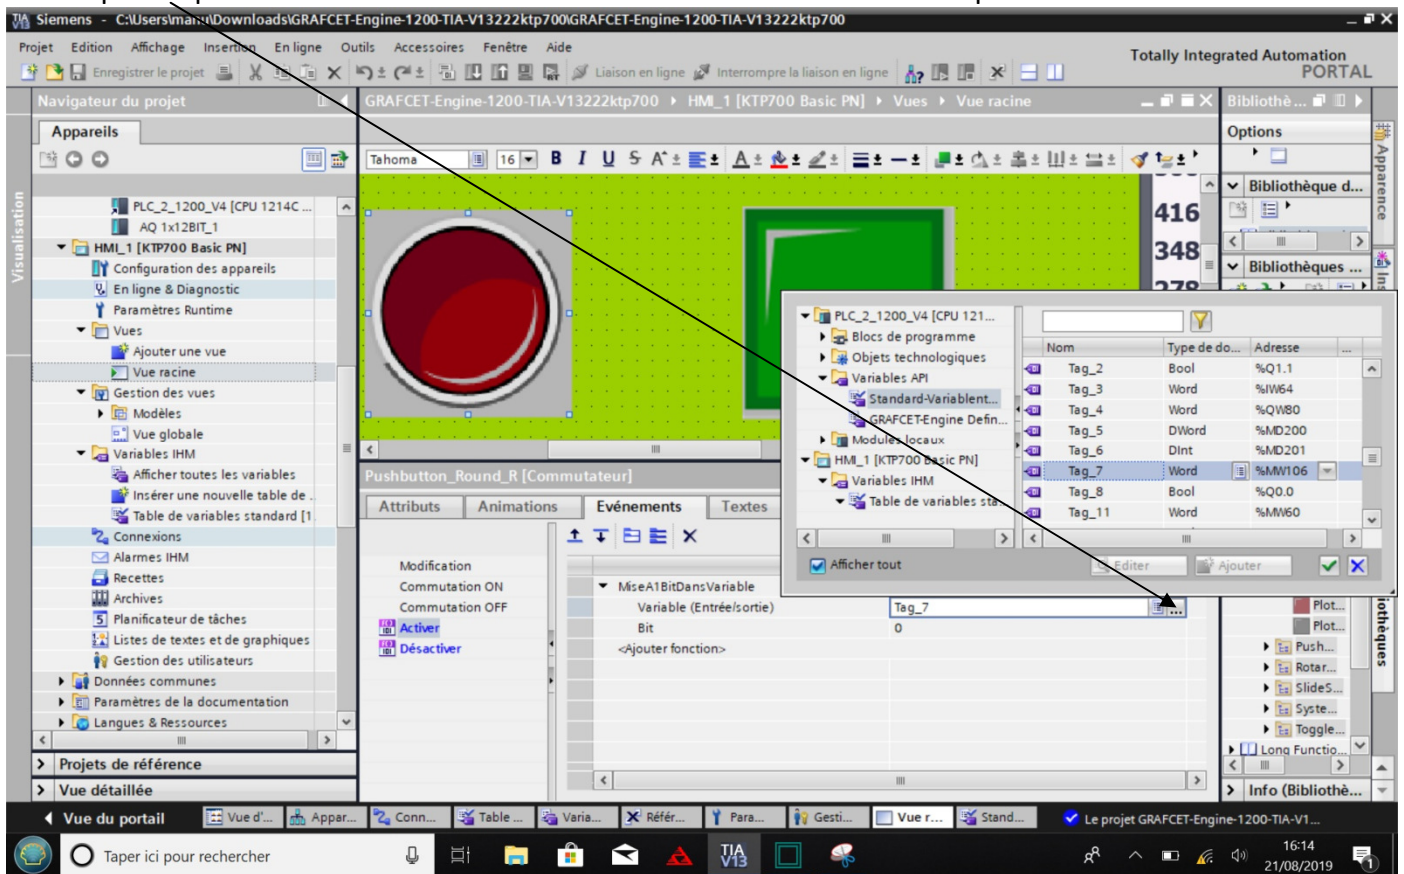 Siemens - C:\Users\manu\Downloads\GRAFCET-Engine-1200-TIA-V13222ktp700\GRAFCET-Engine-1200-TIA-V13222ktp700
Projet Edition Affichage Insertion En ligne Outils Accessoires Fenêtre Aide
Totally Integrated Automation
PORTAL
Enregistrer le projet
Liaison en ligne
Interrompre la liaison en ligne
Navigateur du projet
GRAFCET-Engine-1200-TIA-V13222ktp700 HMI_1 [KTP700 Basic PN] Vues Vue racine
Biblioth è...
Appareils
Options
Tahoma 16 B I U S A
Visualisation
PLC_2_1200_V4 [CPU 1214C ...
AQ 1x12BIT_1
HMI_1 [KTP700 Basic PN]
Configuration des appareils
En ligne & Diagnostic
Paramètres Runtime
Vues
Ajouter une vue
Vue racine
Gestion des vues
Modèles
Vue globale
Variables IHM
Afficher toutes les variables
Insérer une nouvelle table de ..
Table de variables standard [1
Connexions
Alarmes IHM
Recettes
Archives
Planificateur de tâches
Listes de textes et de graphiques
Gestion des utilisateurs
Données communes
Paramètres de la documentation
Langues & Ressources
Projets de référence
Vue détaillée
416
348
Bibliothèque d...
Bibliothèques ...
Apparence
PLC_2_1200_V4 [CPU 121...
Blocs de programme
Objets technologiques
Variables API
Standard-Variablent...
GRAFCET-Engine Defin...
Modules locaux
HMI_1 [KTP700 Basic PN]
Variables IHM
Table de variables sta...
Nom Type de do... Adresse ...
Tag_2 Bool %Q1.1
Tag_3 Word %IW64
Tag_4 Word %QW80
Tag_5 DWord %MD200
Tag_6 DInt %MD201
Tag_7 Word %MW106
Tag_8 Bool %Q0.0
Tag_11 Word %MW60
Afficher tout
Editer
Ajouter
Pushbutton_Round_R [Commutateur]
Attributs Animations Evénements Textes
Modification
Commutation ON
Commutation OFF
Activer
Désactiver
MiseA1BitDansVariable
Variable (Entrée/sortie) Tag_7
Bit 0
<Ajouter fonction>
Plot...
Plot...
Push...
Rotar...
SlideS...
Syste...
Toggle...
Long Functio...
Info (Bibliothè...
Vue du portail Vue d'... Appar... Conn... Table ... Varia... Référ... Para... Gesti... Vue r... Stand...
Le projet GRAFCET-Engine-1200-TIA-V1...
Taper ici pour rechercher
TIA V13
16:14
21/08/2019
1